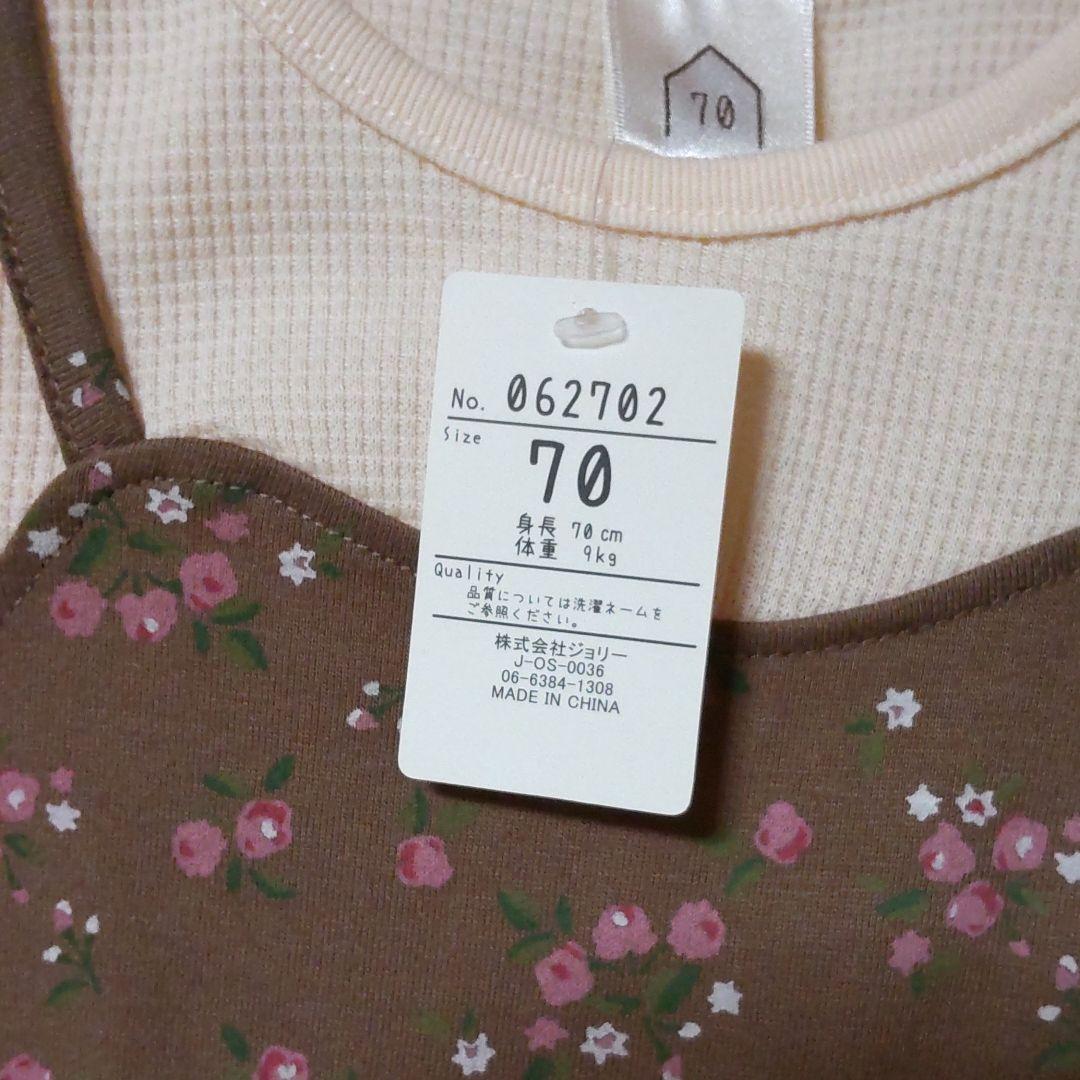 70
No. 062702
Size
70
身長 70cm
体重 9kg
Quality
品質については洗濯ネームを
ご参照ください。
株式会社ジョリー
J-OS-0036
06-6384-1308
MADE IN CHINA